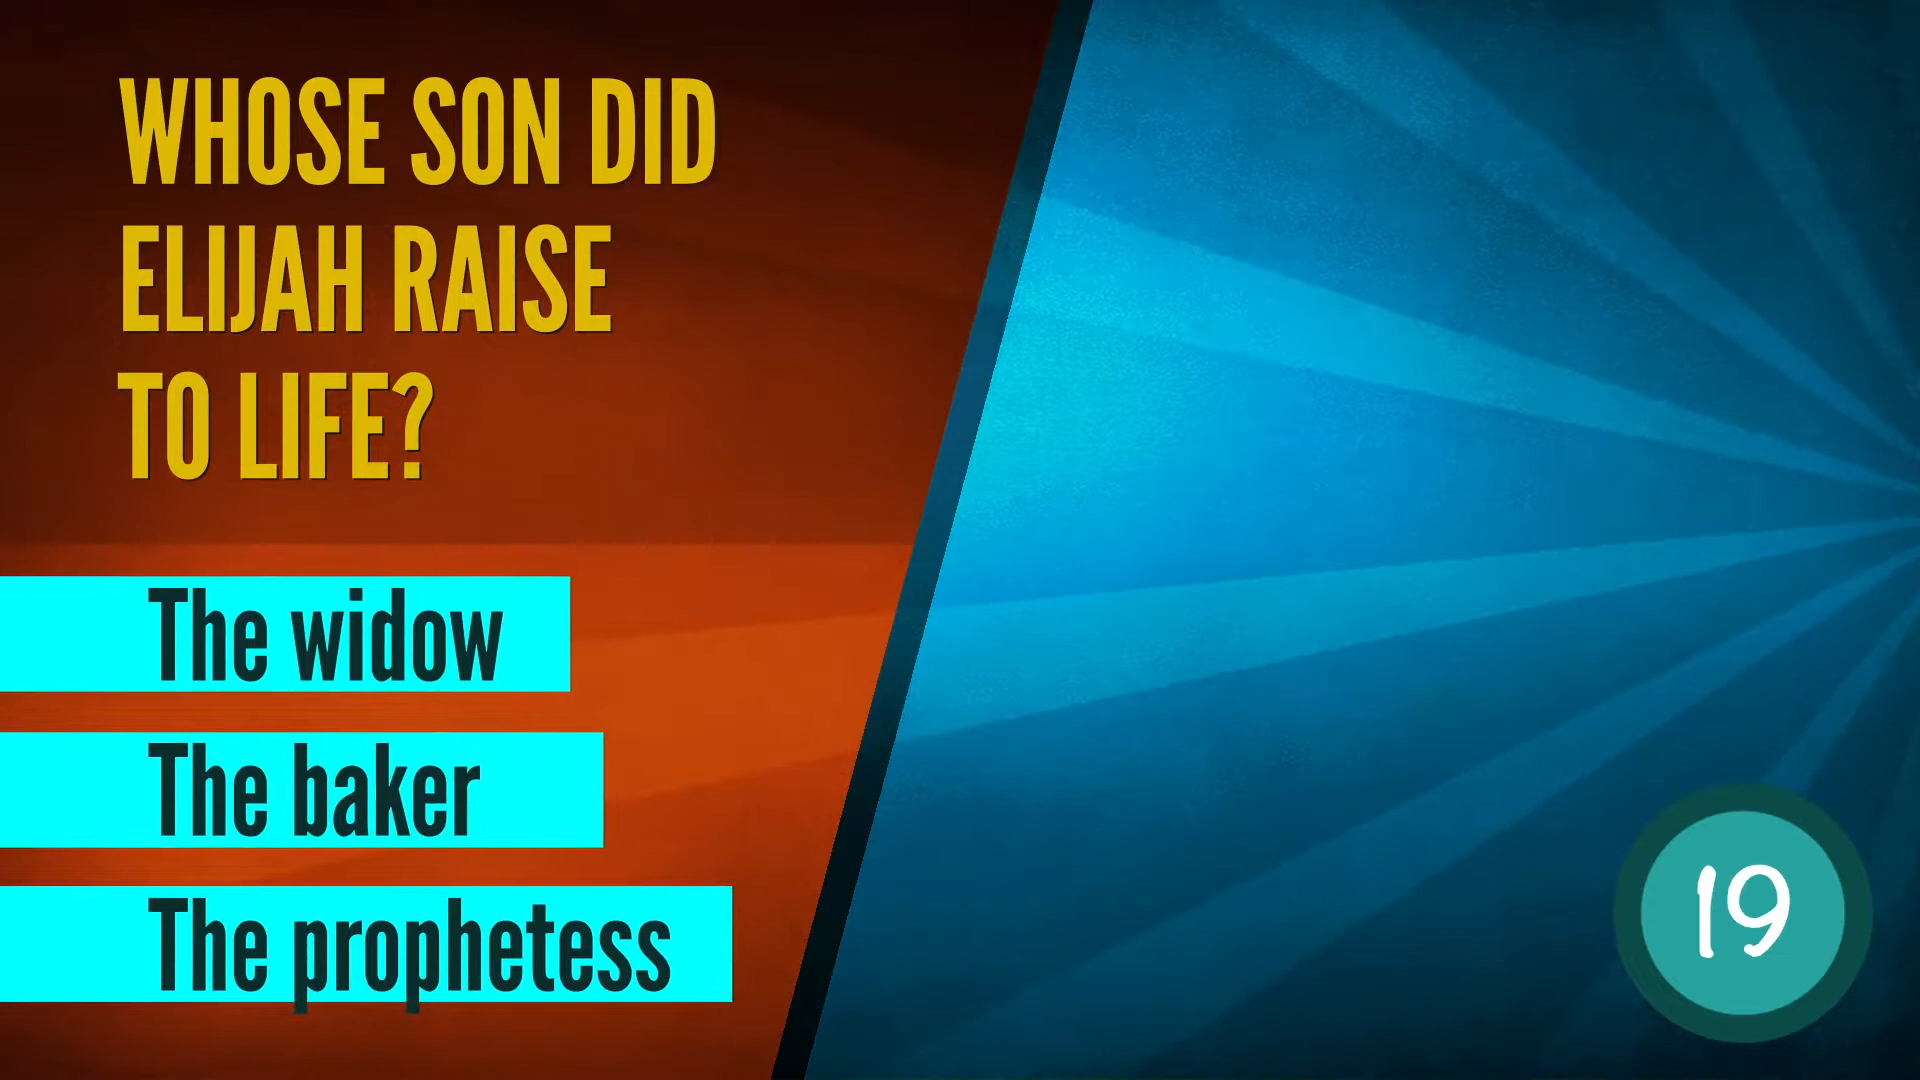 WHOSE SON DID
ELIJAH RAISE
TO LIFE?
The widow
The baker
The prophetess
19